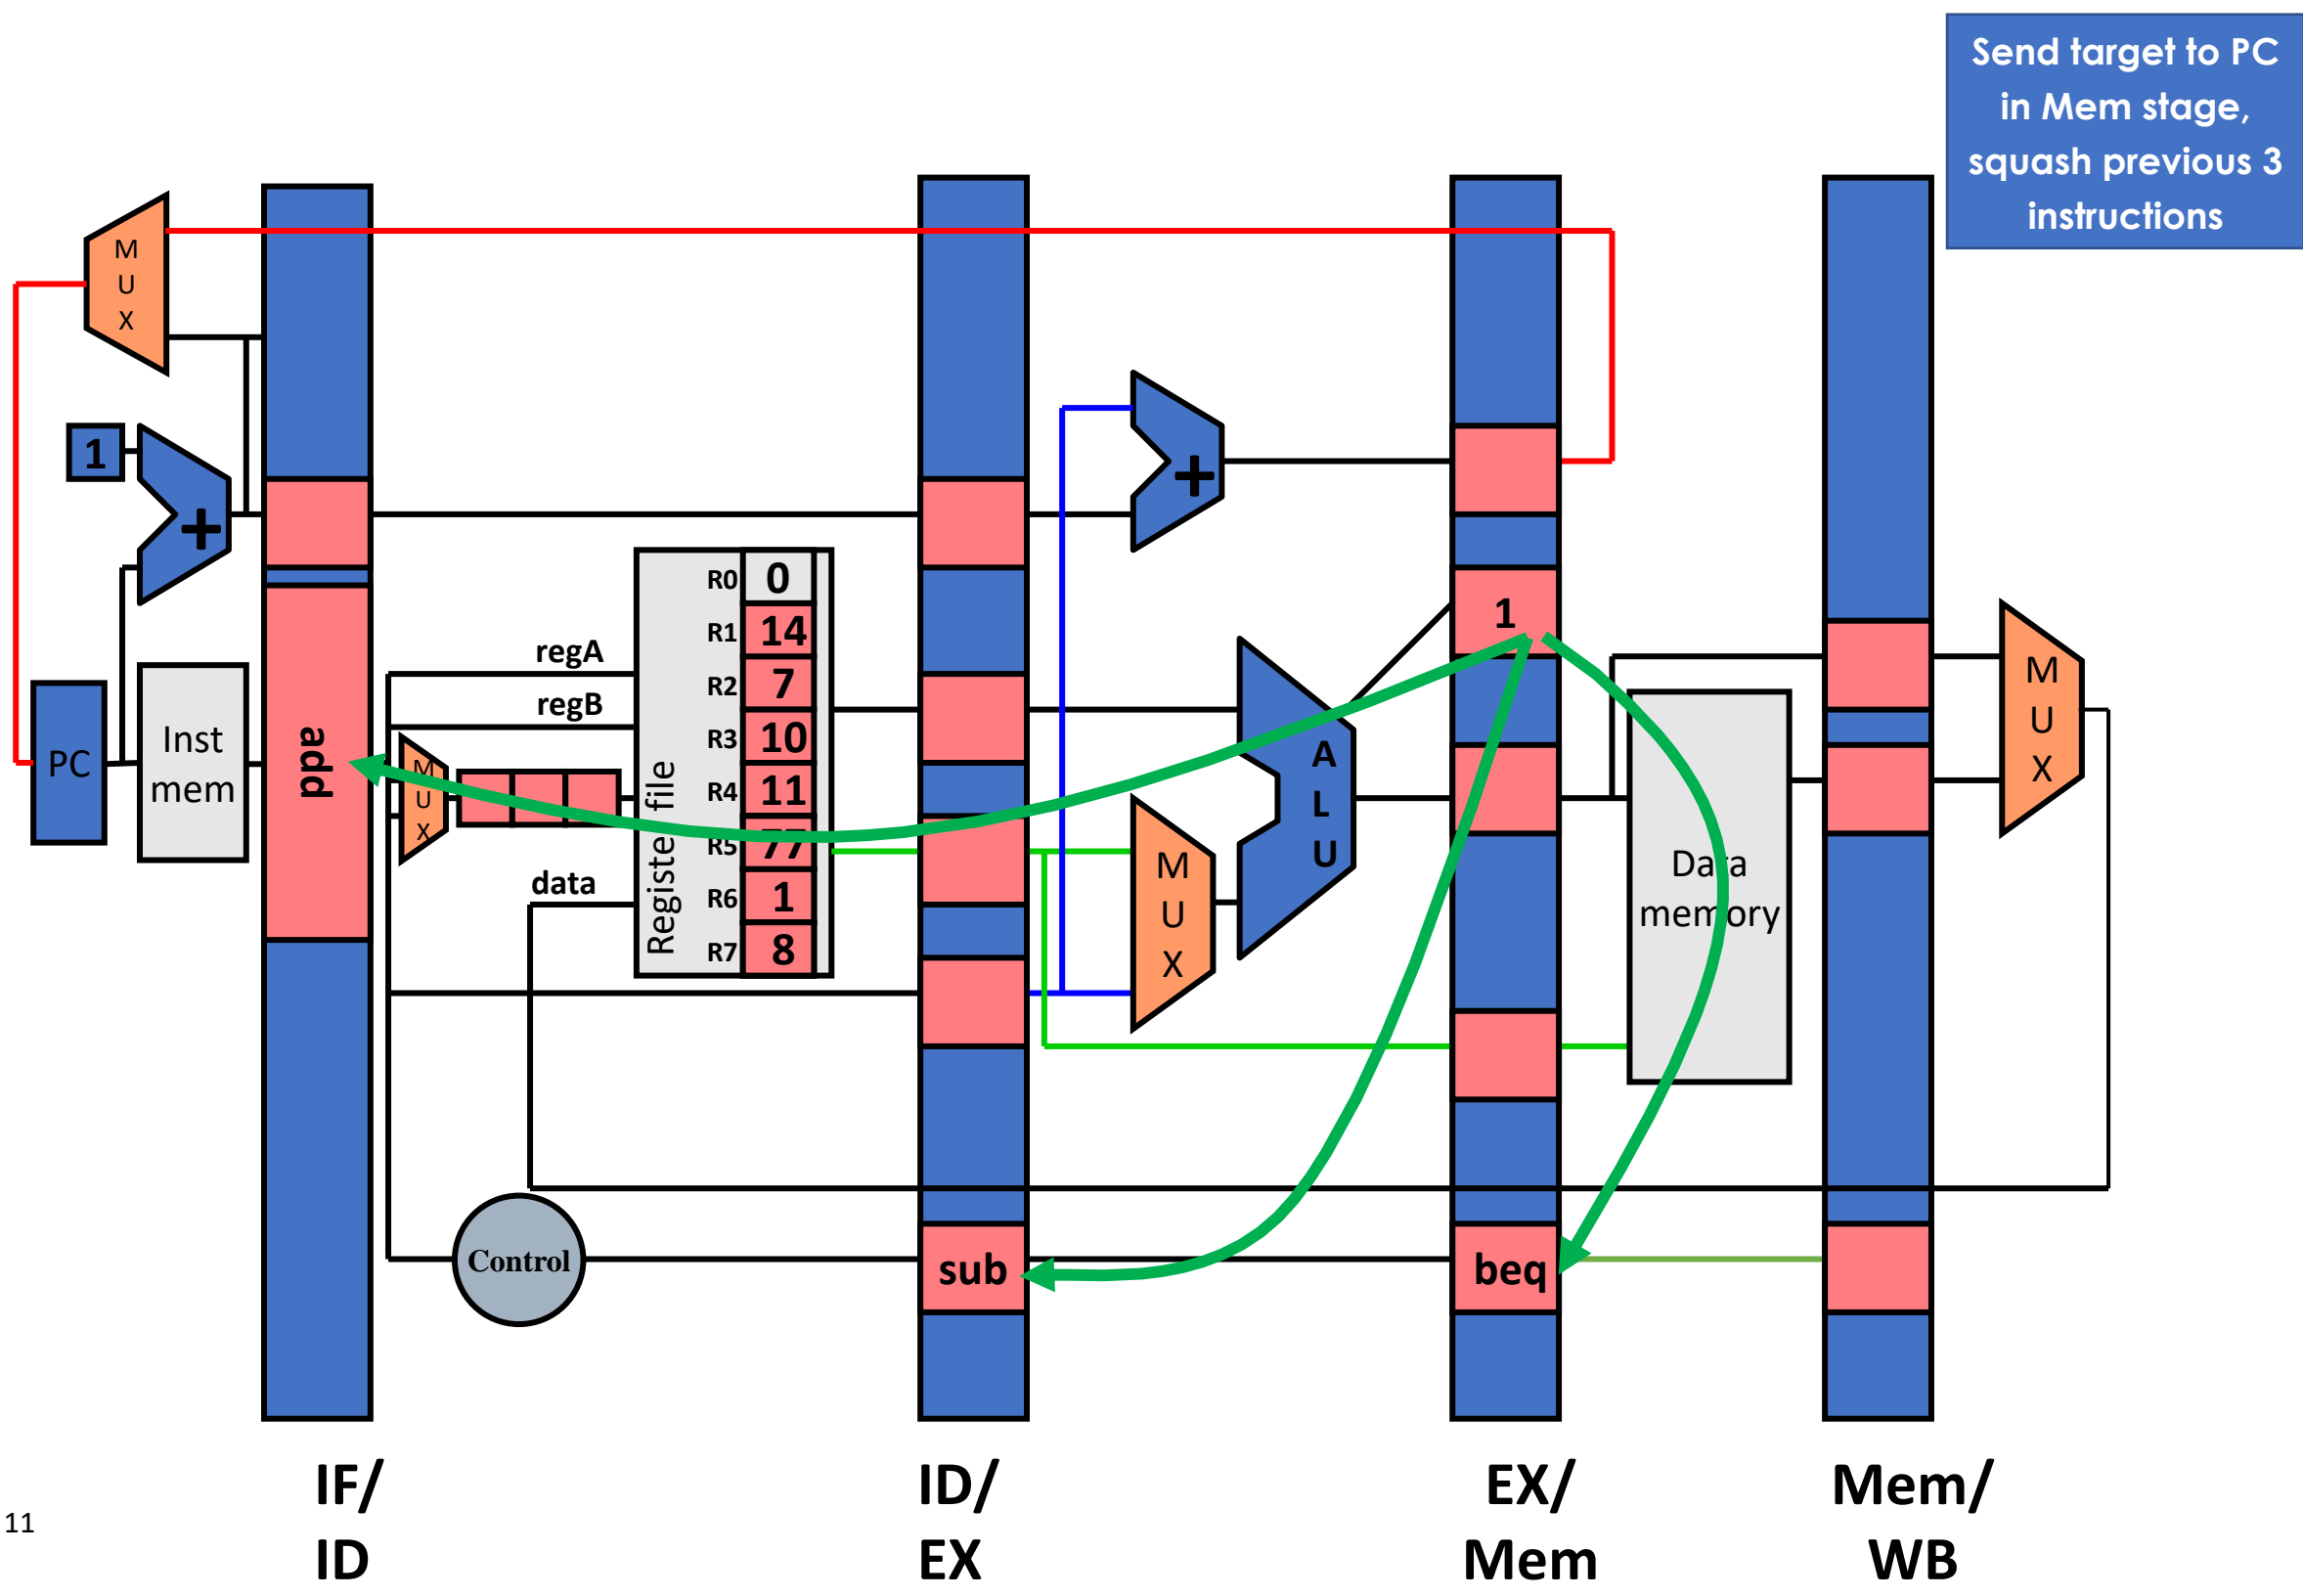 Send target to PC
in Mem stage,
squash previous 3
instructions
M
U
X
1
+
+
R0 0
R1 14
R2 7
R3 10
R4 11
R5 77
R6 1
R7 8
Registe file
regA
regB
data
1
M
U
X
PC
Inst
mem
add
M
U
X
A
L
U
M
U
X
Data
memory
Control
sub
beq
IF/
ID
ID/
EX
EX/
Mem
Mem/
WB
11